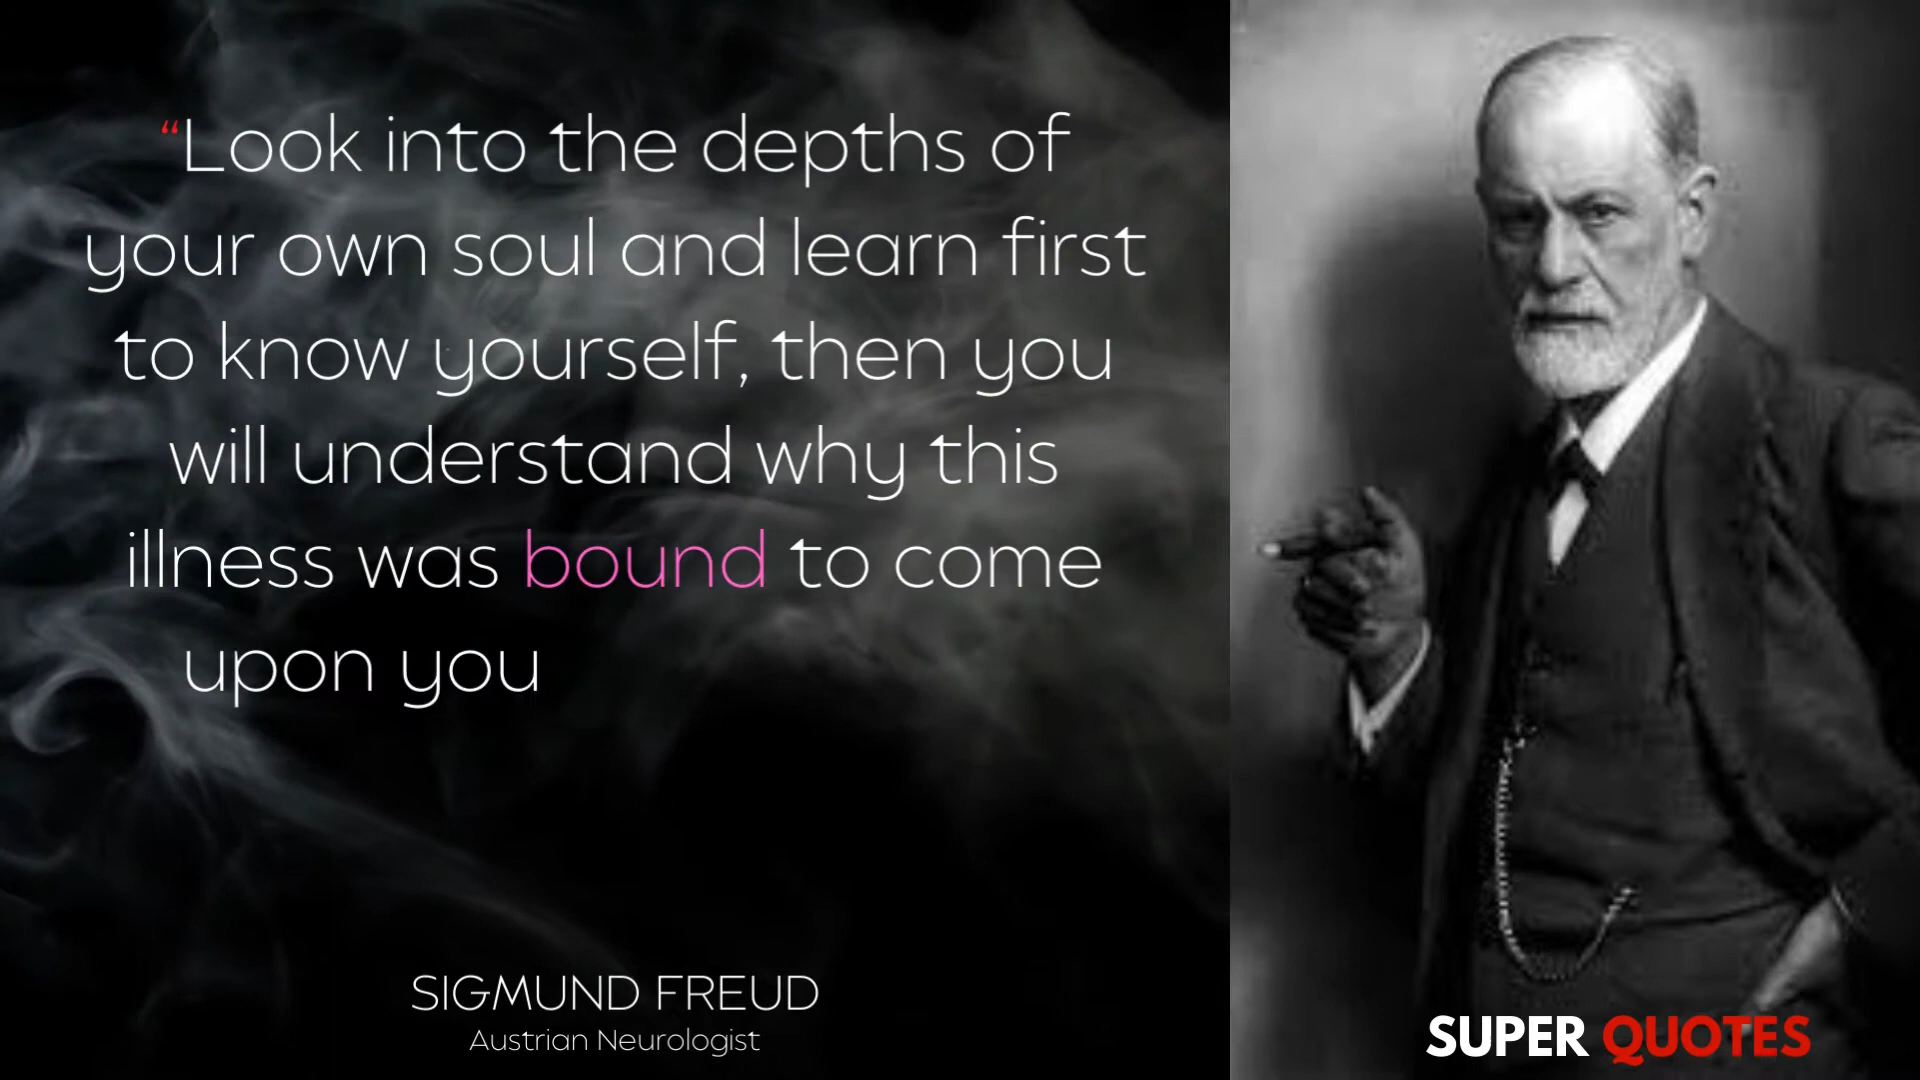 “Look into the depths of
your own soul and learn first
to know yourself, then you
will understand why this
illness was bound to come
upon you
SIGMUND FREUD
Austrian Neurologist
SUPER QUOTES